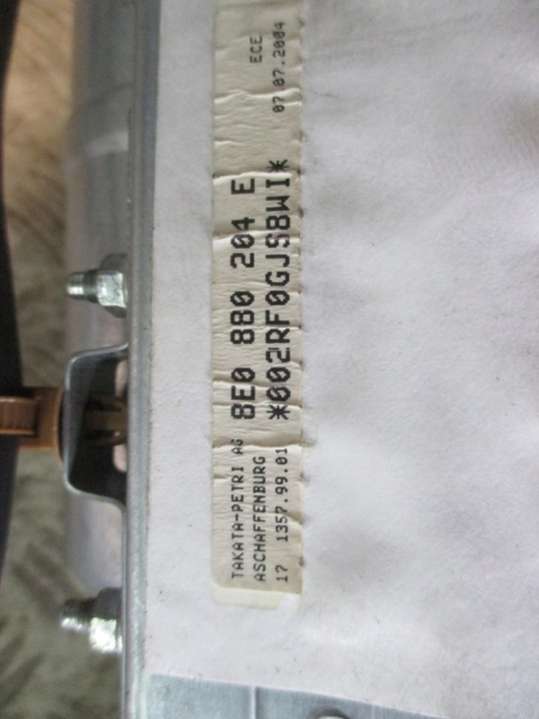 TAKATA-PETRI AG
ASCHAFFENBURG
17 1357.99.01
8E0 880 204 E
*002RF0GJS8WI*
ECE
07.07.2004